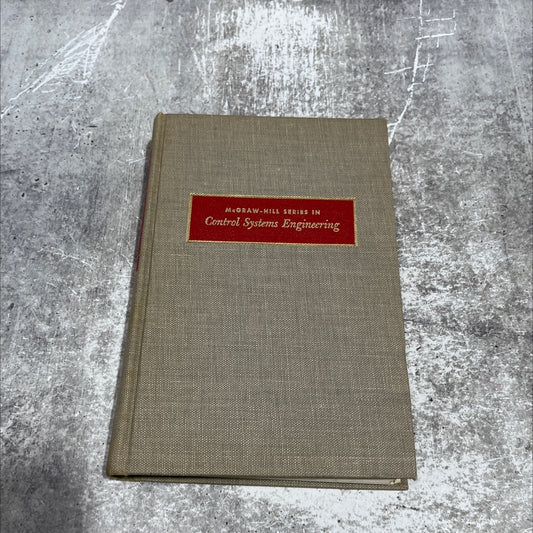 McGRAW-HILL SERIES IN
Control Systems Engineering